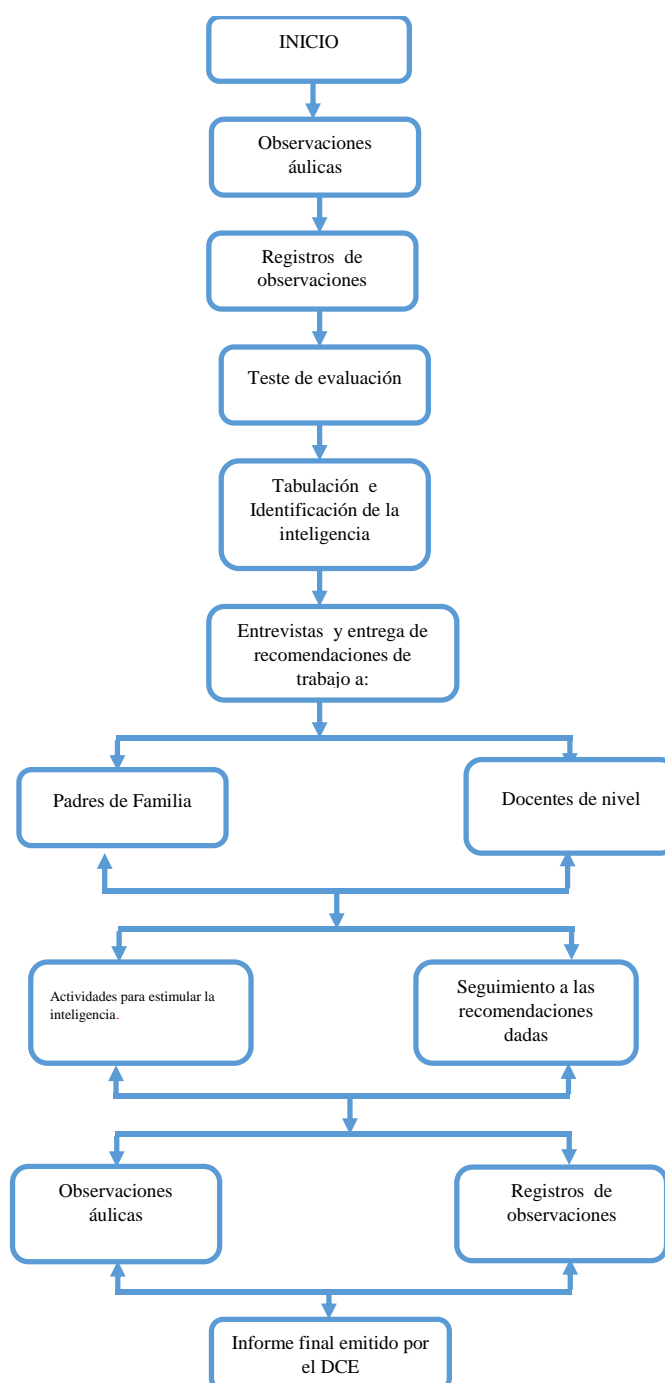 INICIO
Observaciones
áulicas
Registros de
observaciones
Teste de evaluación
Tabulación e
Identificación de la
inteligencia
Entrevistas y entrega de
recomendaciones de
trabajo a:
Padres de Familia
Docentes de nivel
Actividades para estimular la
inteligencia.
Seguimiento a las
recomendaciones
dadas
Observaciones
áulicas
Registros de
observaciones
Informe final emitido por
el DCE